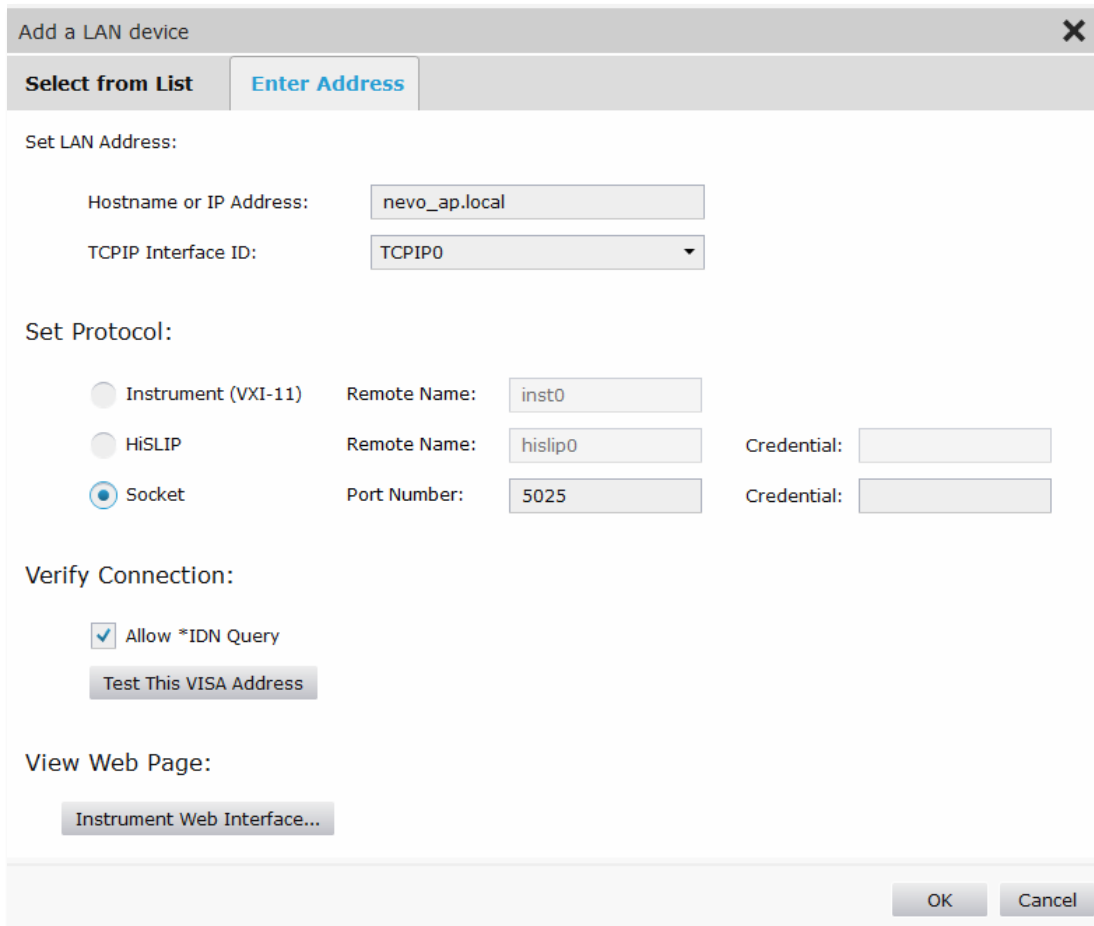 Add a LAN device
Select from List Enter Address
Set LAN Address:
Hostname or IP Address: nevo_ap.local
TCPIP Interface ID: TCPIP0
Set Protocol:
Instrument (VXI-11) Remote Name: inst0
HiSLIP Remote Name: hislip0 Credential:
Socket Port Number: 5025 Credential:
Verify Connection:
Allow *IDN Query
Test This VISA Address
View Web Page:
Instrument Web Interface...
OK Cancel